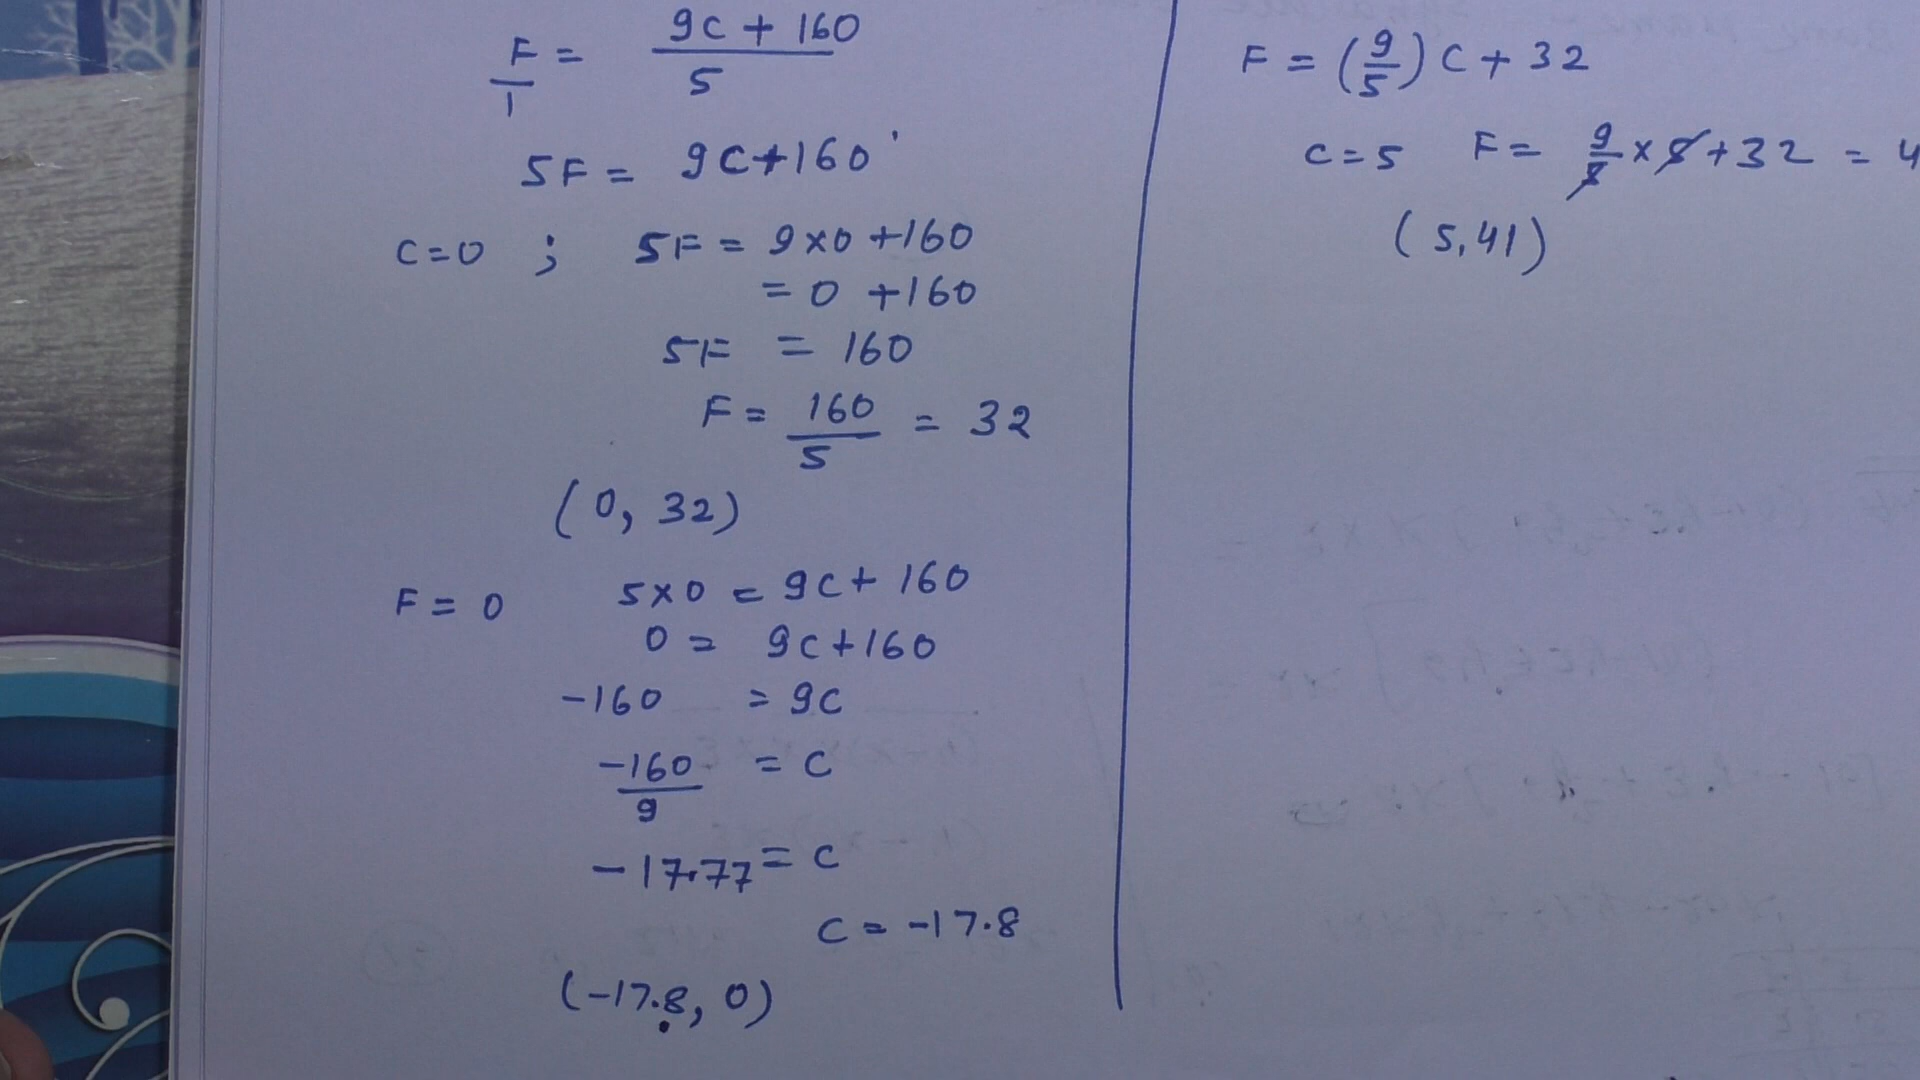 F/1 = (9C + 160)/5
5F = 9C + 160
C = 0 ; 5F = 9 × 0 + 160
= 0 + 160
5F = 160
F = 160/5 = 32
(0, 32)
F = 0 5 × 0 = 9C + 160
0 = 9C + 160
-160 = 9C
-160/9 = C
-17.77 = C
C = -17.8
(-17.8, 0)
F = (9/5) C + 32
C = 5 F = 9/5 × 5 + 32 = 4
(5, 41)